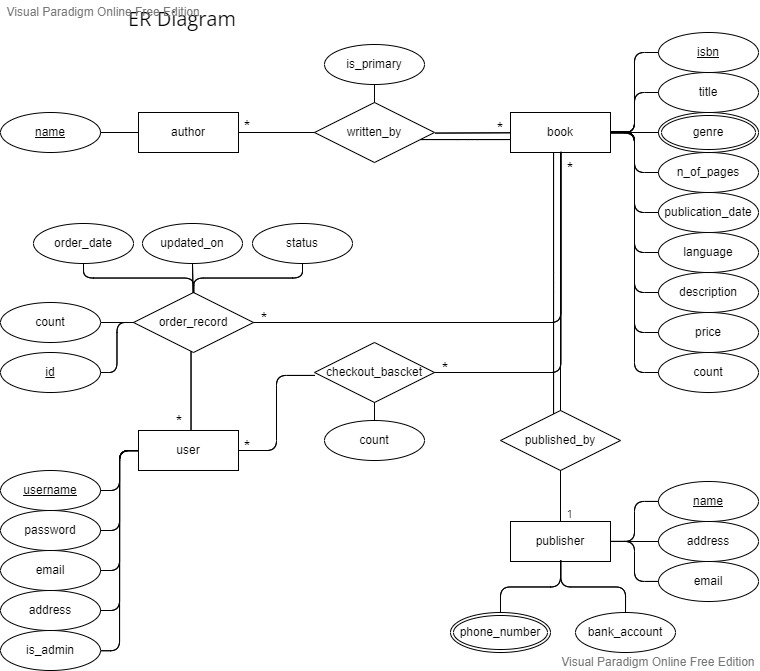 Visual Paradigm Online Free Edition
ER Diagram
is_primary
isbn
title
name
author
*
written_by
*
book
genre
*
n_of_pages
publication_date
order_date
updated_on
status
language
description
count
order_record
*
price
id
checkout_bascket
*
count
*
user
*
count
published_by
username
password
email
address
is_admin
1
publisher
name
address
email
phone_number
bank_account
Visual Paradigm Online Free Edition